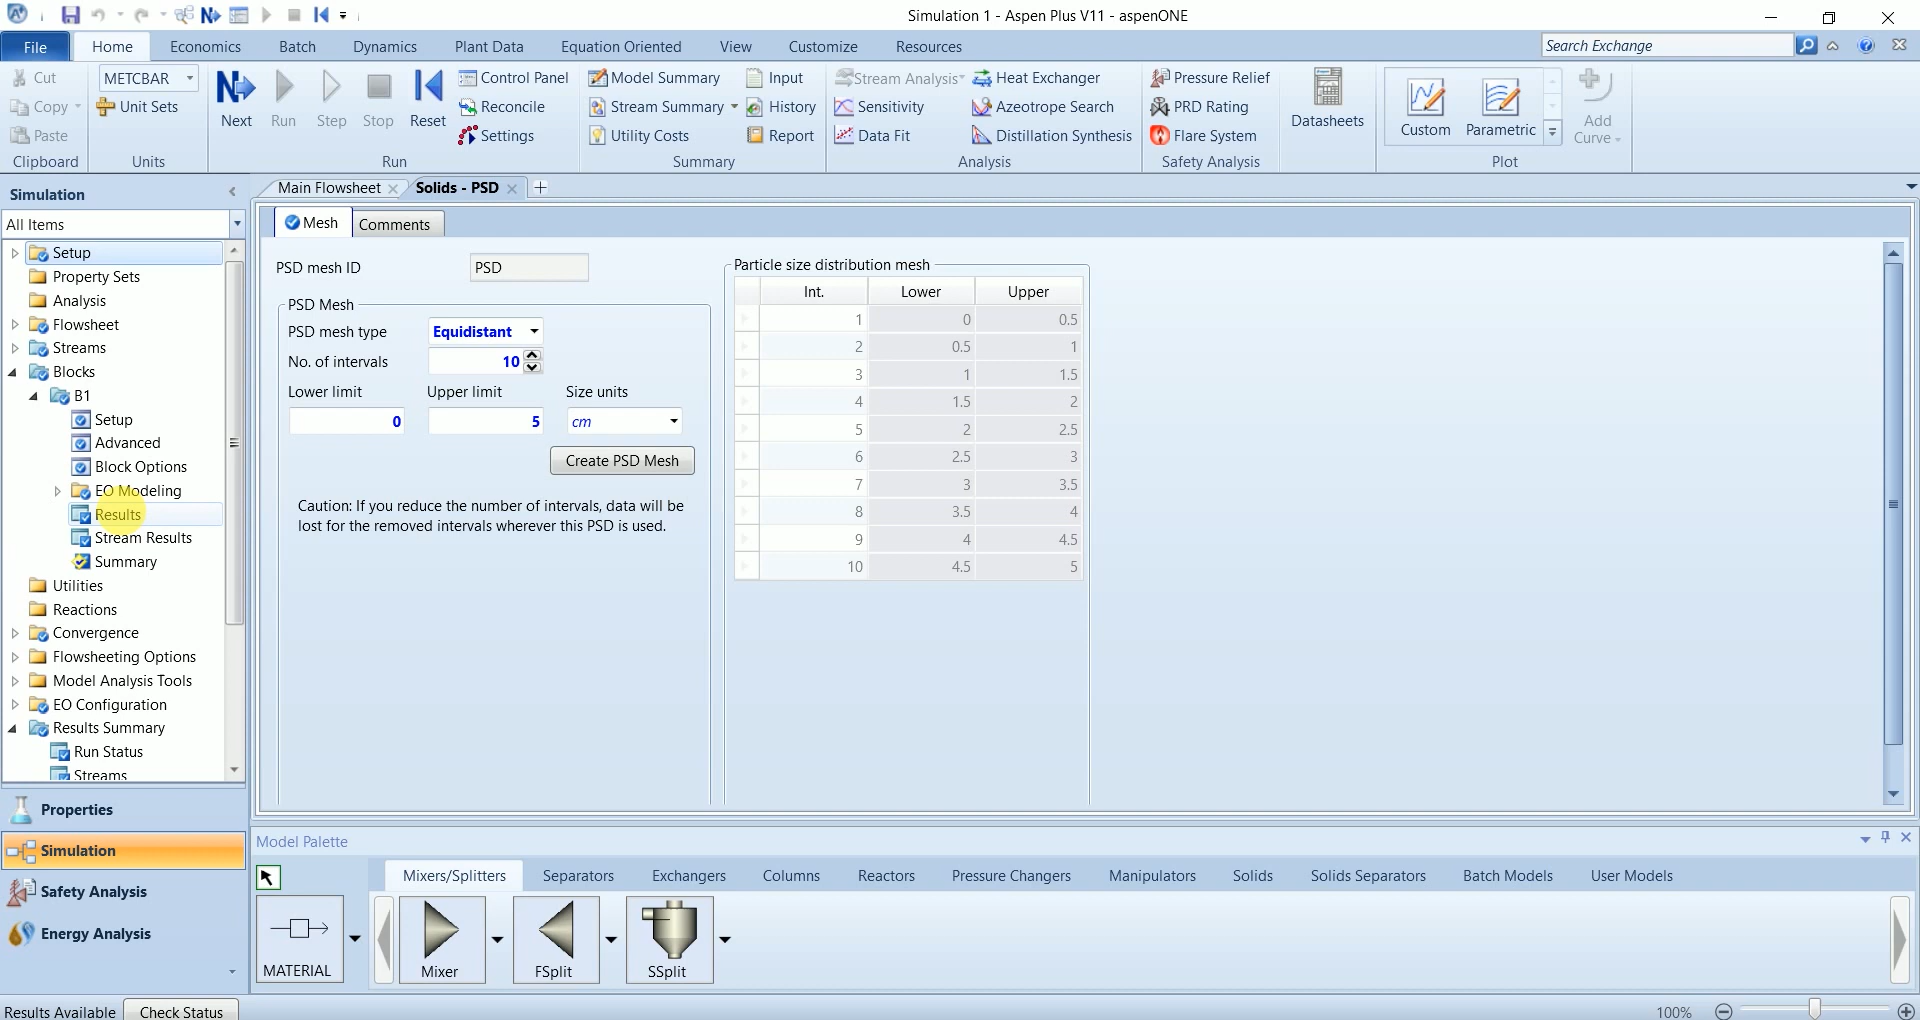 Simulation 1 - Aspen Plus V11 - aspenONE
File Home Economics Batch Dynamics Plant Data Equation Oriented View Customize Resources Search Exchange
Cut METCBAR Control Panel Model Summary Input Stream Analysis Heat Exchanger Pressure Relief
Copy Unit Sets Reconcile Stream Summary History Sensitivity Azeotrope Search PRD Rating
Next Run Step Stop Reset Datasheets Custom Parametric Add Curve
Paste Settings Utility Costs Report Data Fit Distillation Synthesis Flare System
Clipboard Units Run Summary Analysis Safety Analysis Plot
Simulation
All Items
Setup
Property Sets
Analysis
Flowsheet
Streams
Blocks
B1
Setup
Advanced
Block Options
EO Modeling
Results
Stream Results
Summary
Utilities
Reactions
Convergence
Flowsheeting Options
Model Analysis Tools
EO Configuration
Results Summary
Run Status
Streams
Properties
Simulation
Safety Analysis
Energy Analysis
Main Flowsheet Solids - PSD
Mesh Comments
PSD mesh ID PSD
PSD Mesh
PSD mesh type Equidistant
No. of intervals 10
Lower limit Upper limit Size units
0 5 cm
Create PSD Mesh
Caution: If you reduce the number of intervals, data will be
lost for the removed intervals wherever this PSD is used.
Particle size distribution mesh
Int. Lower Upper
1 0 0.5
2 0.5 1
3 1 1.5
4 1.5 2
5 2 2.5
6 2.5 3
7 3 3.5
8 3.5 4
9 4 4.5
10 4.5 5
Model Palette
Mixers/Splitters Separators Exchangers Columns Reactors Pressure Changers Manipulators Solids Solids Separators Batch Models User Models
MATERIAL Mixer FSplit SSplit
Results Available Check Status 100%